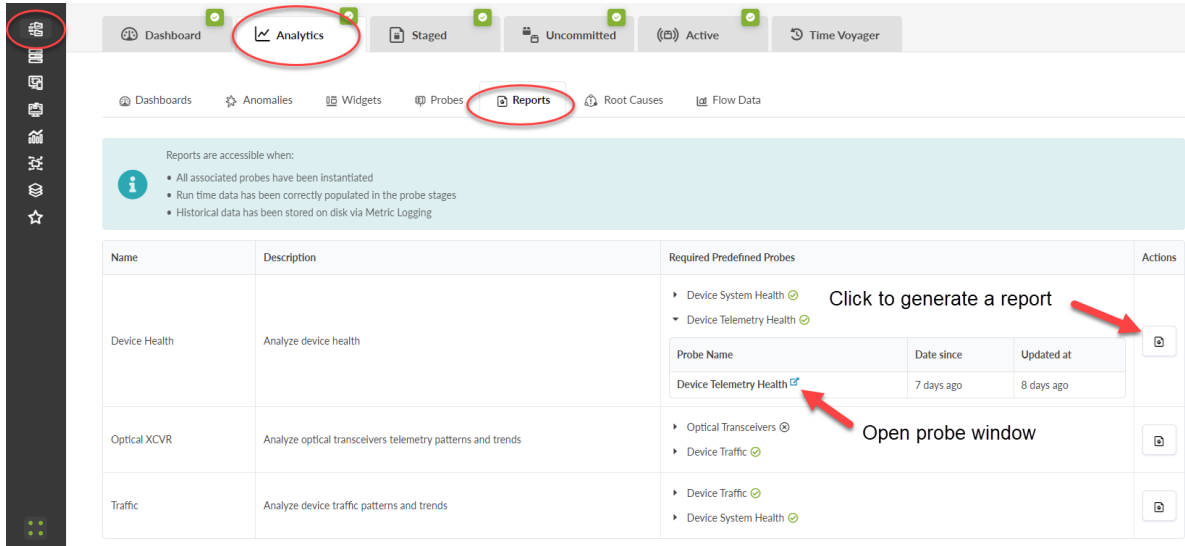 Dashboard
Analytics
Staged
Uncommitted
Active
Time Voyager
Dashboards
Anomalies
Widgets
Probes
Reports
Root Causes
Flow Data
Reports are accessible when:
• All associated probes have been instantiated
• Run time data has been correctly populated in the probe stages
• Historical data has been stored on disk via Metric Logging
Name
Description
Required Predefined Probes
Actions
Device Health
Analyze device health
Device System Health
Click to generate a report
Device Telemetry Health
Probe Name
Date since
Updated at
Device Telemetry Health
7 days ago
8 days ago
Open probe window
Optical XCVR
Analyze optical transceivers telemetry patterns and trends
Optical Transceivers
Device Traffic
Traffic
Analyze device traffic patterns and trends
Device Traffic
Device System Health